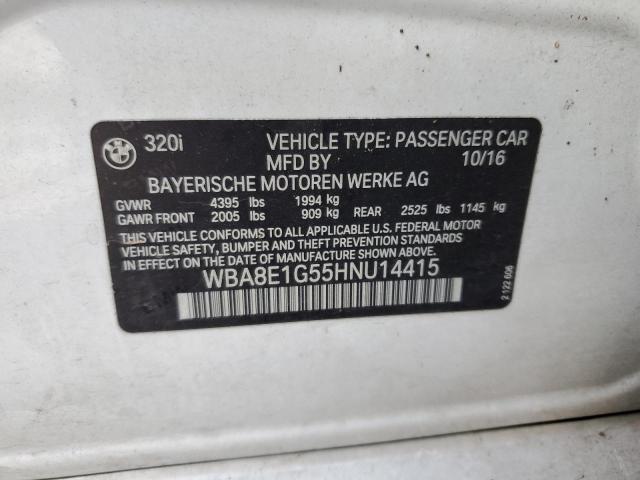 320i VEHICLE TYPE: PASSENGER CAR
MFD BY 10/16
BAYERISCHE MOTOREN WERKE AG
GVWR 4395 lbs 1994 kg
GAWR FRONT 2005 lbs 909 kg REAR 2525 lbs 1145 kg
THIS VEHICLE CONFORMS TO ALL APPLICABLE U.S. FEDERAL MOTOR
VEHICLE SAFETY, BUMPER AND THEFT PREVENTION STANDARDS
IN EFFECT ON THE DATE OF MANUFACTURE SHOWN ABOVE.
WBA8E1G55HNU14415
2 122 606